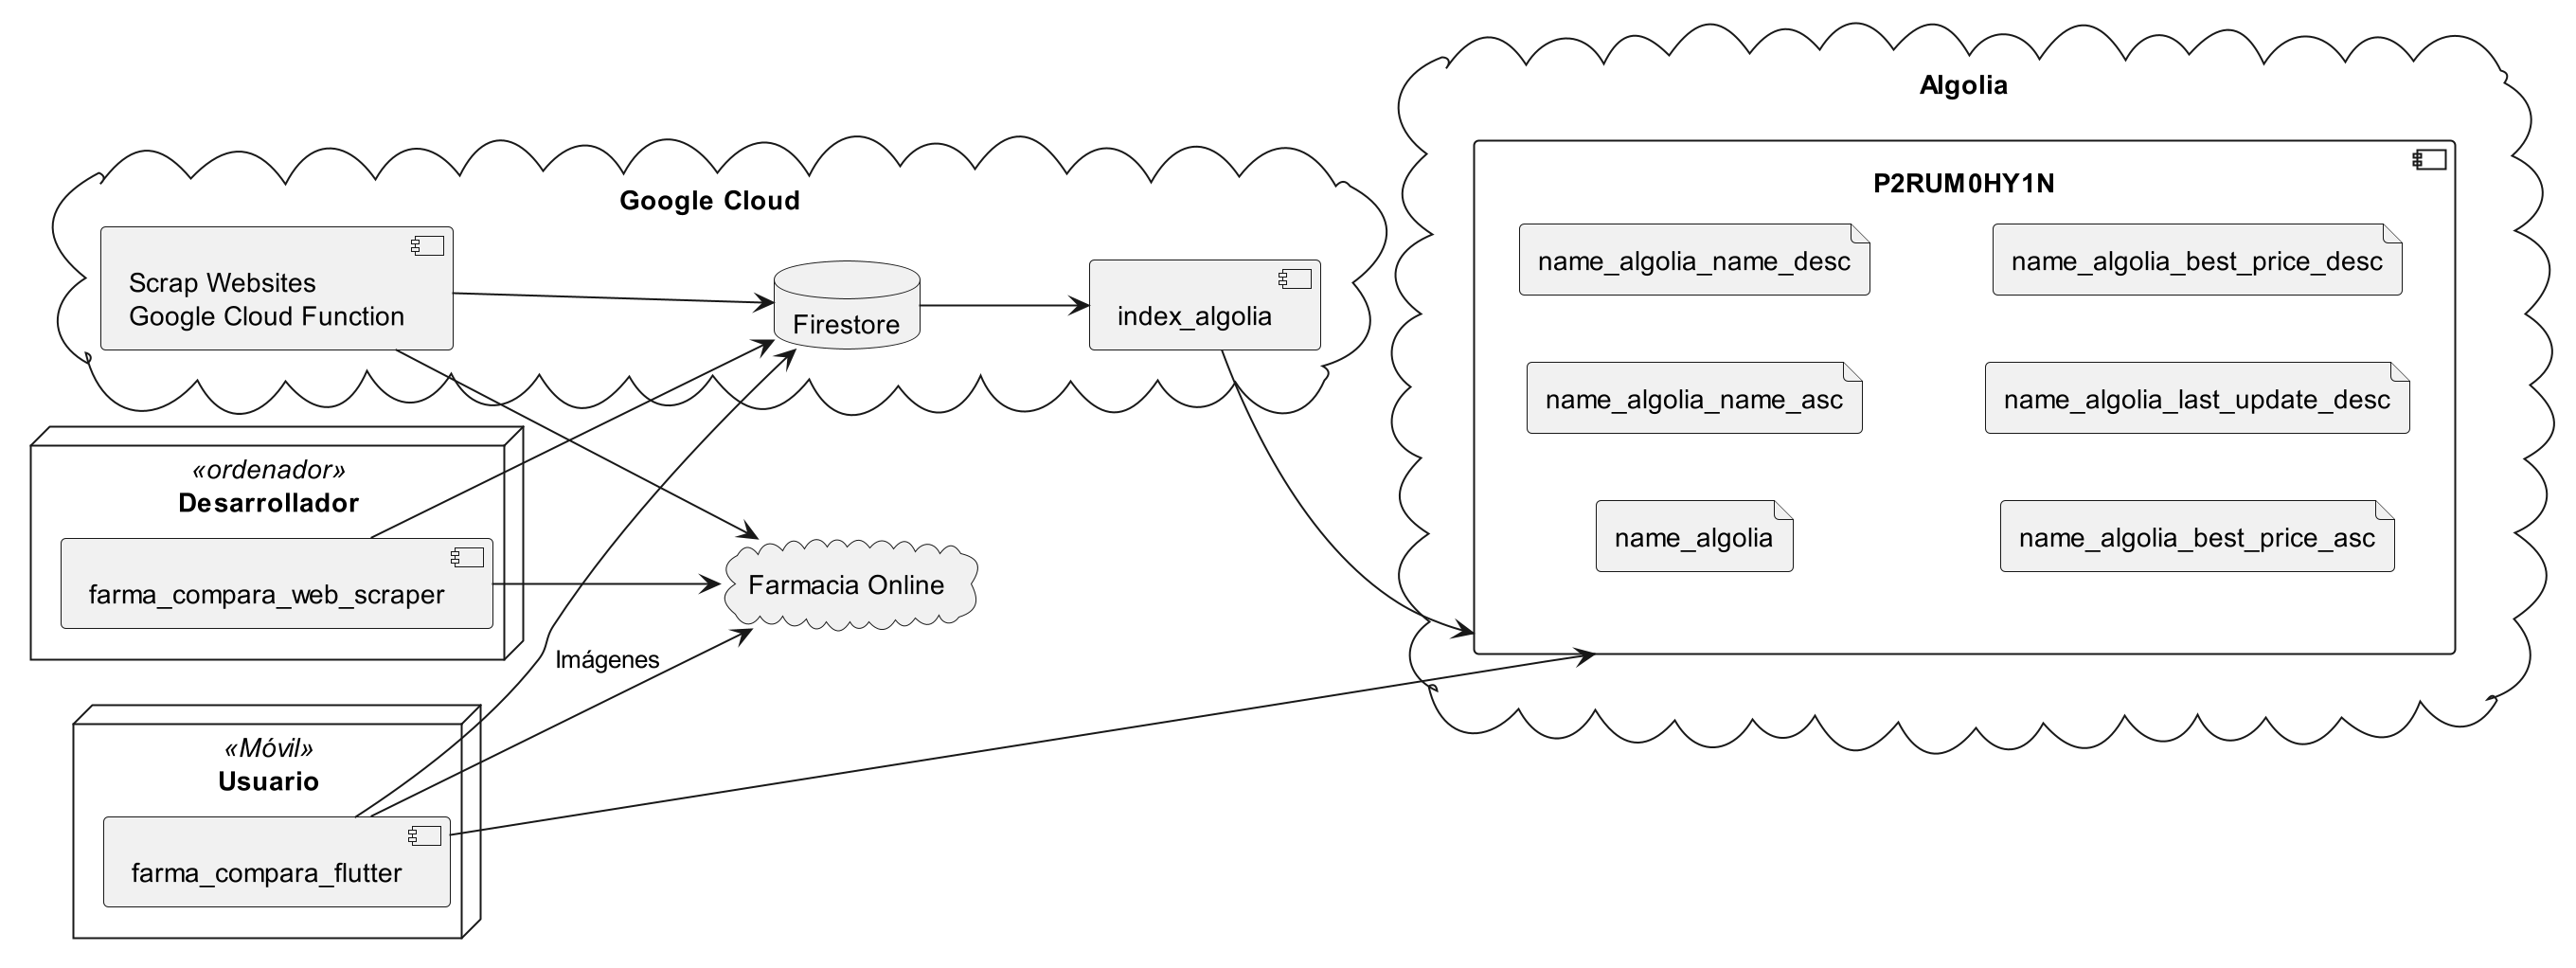 Algolia
P2RUM0HY1N
name_algolia_name_desc
name_algolia_best_price_desc
name_algolia_name_asc
name_algolia_last_update_desc
name_algolia
name_algolia_best_price_asc
Google Cloud
Scrap Websites
Google Cloud Function
Firestore
index_algolia
«ordenador»
Desarrollador
farma_compara_web_scraper
Farmacia Online
Imágenes
«Móvil»
Usuario
farma_compara_flutter